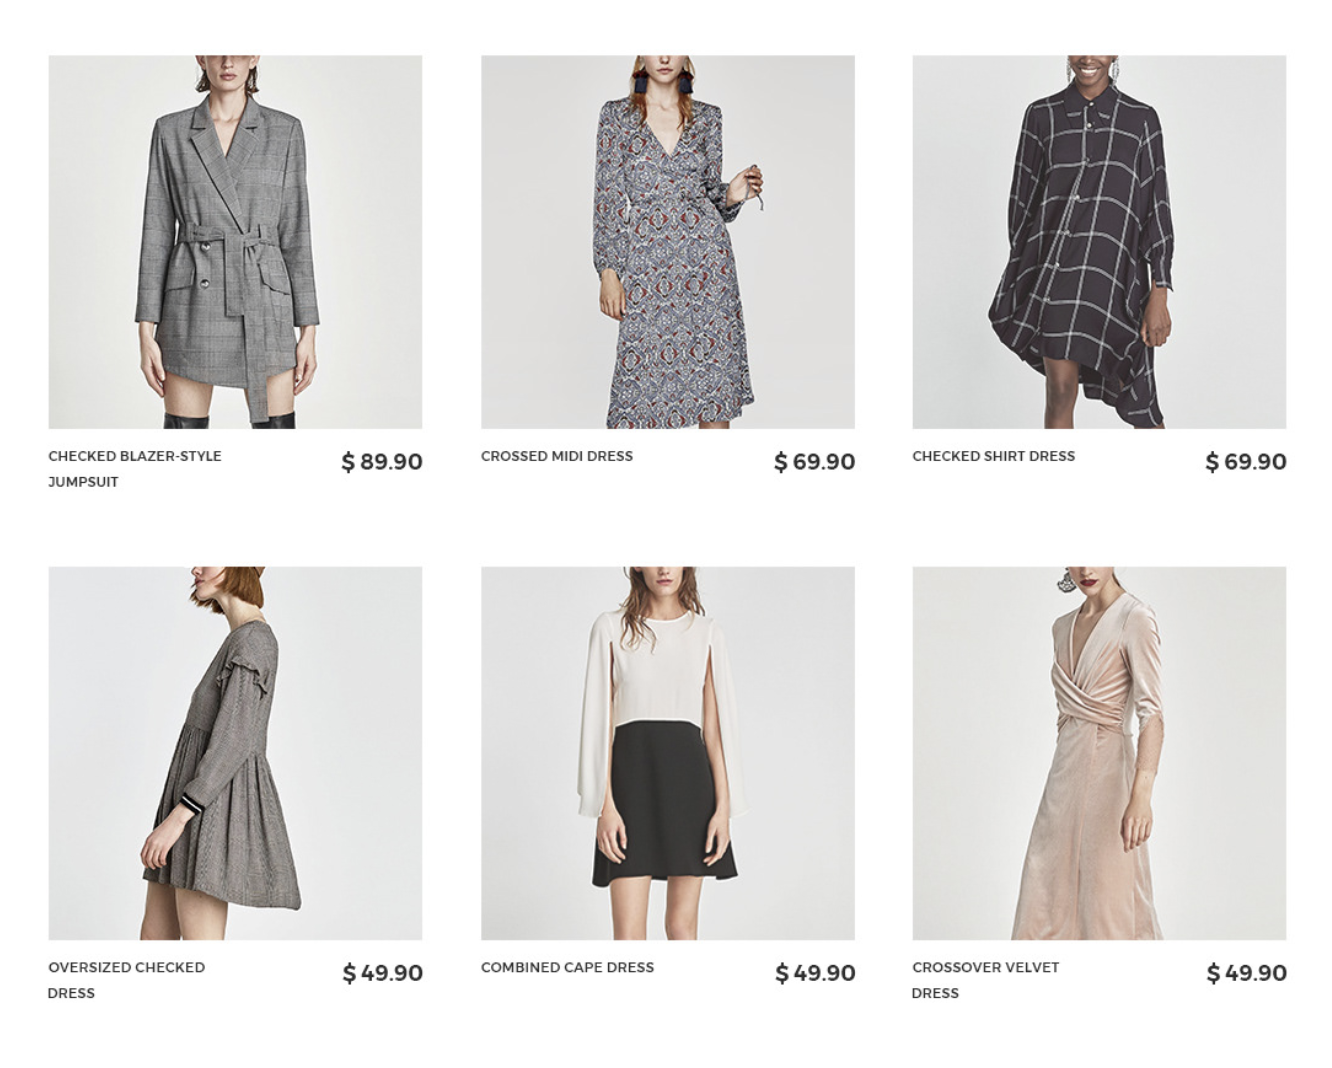 CHECKED BLAZER-STYLE
JUMPSUIT
$ 89.90
CROSSED MIDI DRESS
$ 69.90
CHECKED SHIRT DRESS
$ 69.90
OVERSIZED CHECKED
DRESS
$ 49.90
COMBINED CAPE DRESS
$ 49.90
CROSSOVER VELVET
DRESS
$ 49.90